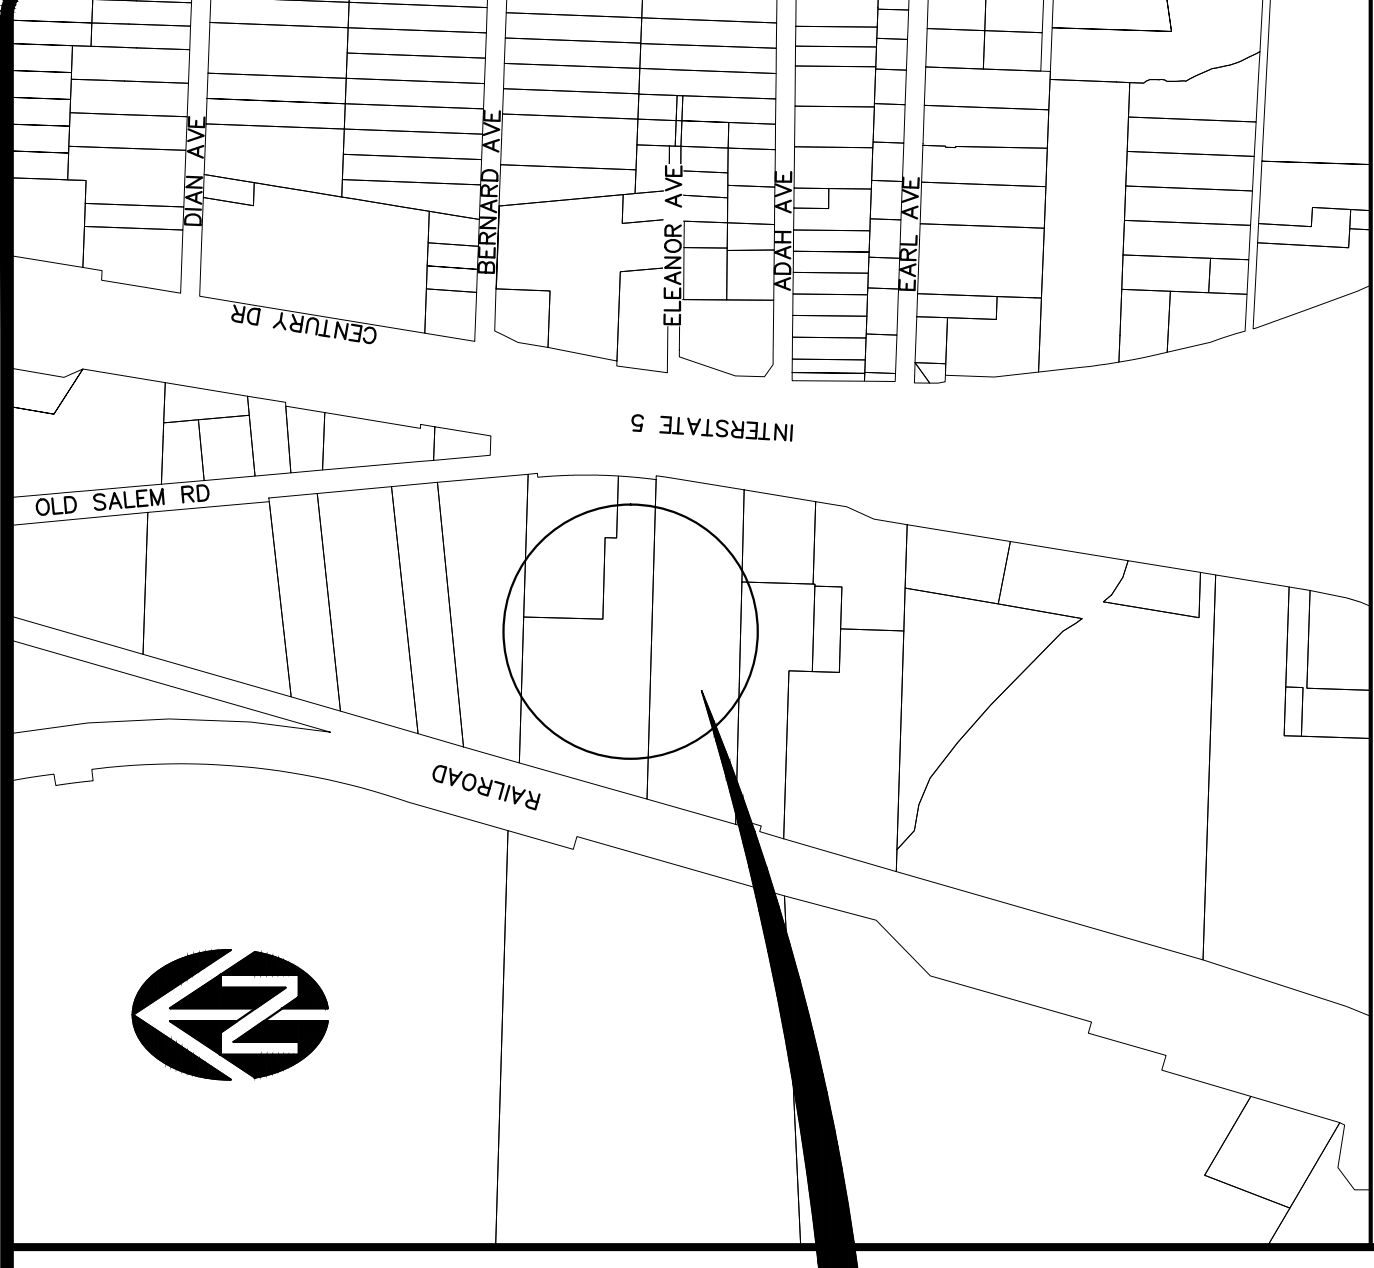 DIAN AVE
BERNARD AVE
ELEANOR AVE
ADAH AVE
EARL AVE
CENTURY DR
INTERSTATE 5
OLD SALEM RD
RAILROAD
N